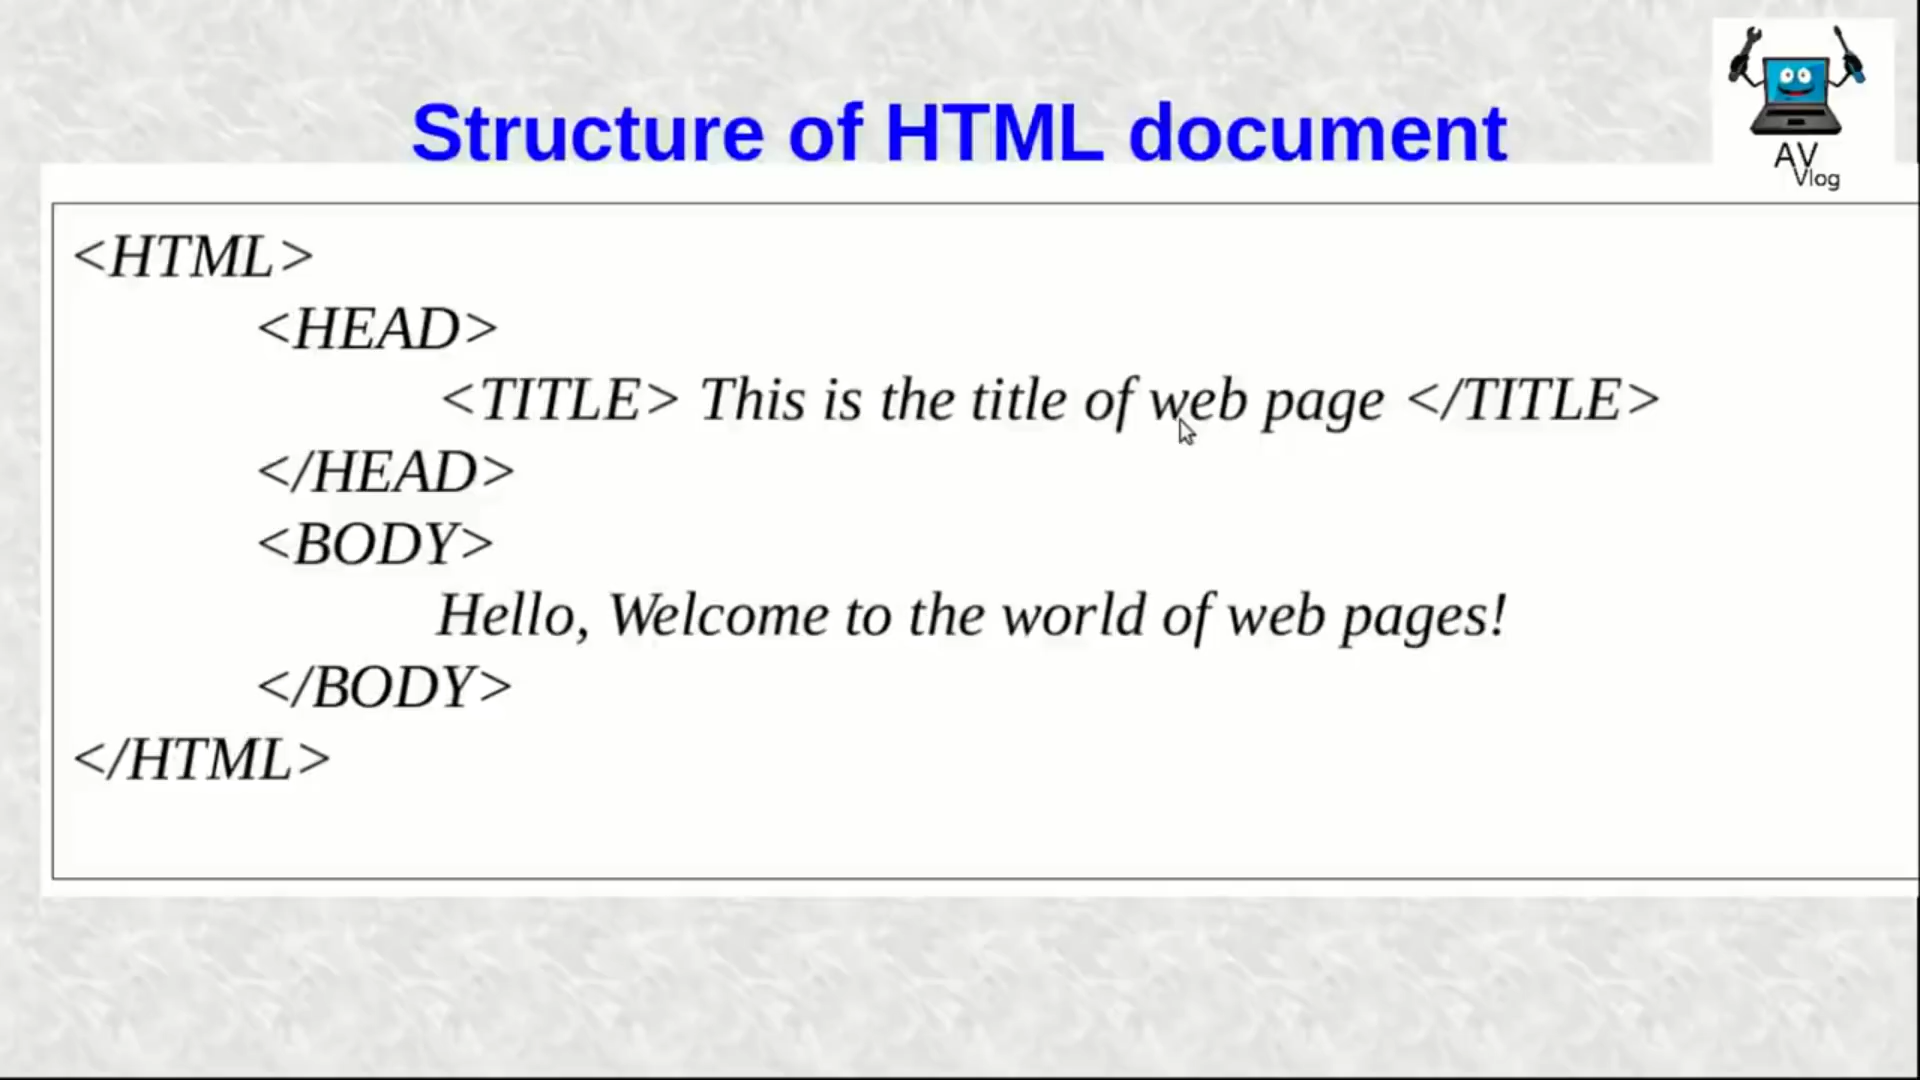 Structure of HTML document
AV
Vlog
<HTML>
<HEAD>
<TITLE> This is the title of web page </TITLE>
</HEAD>
<BODY>
Hello, Welcome to the world of web pages!
</BODY>
</HTML>